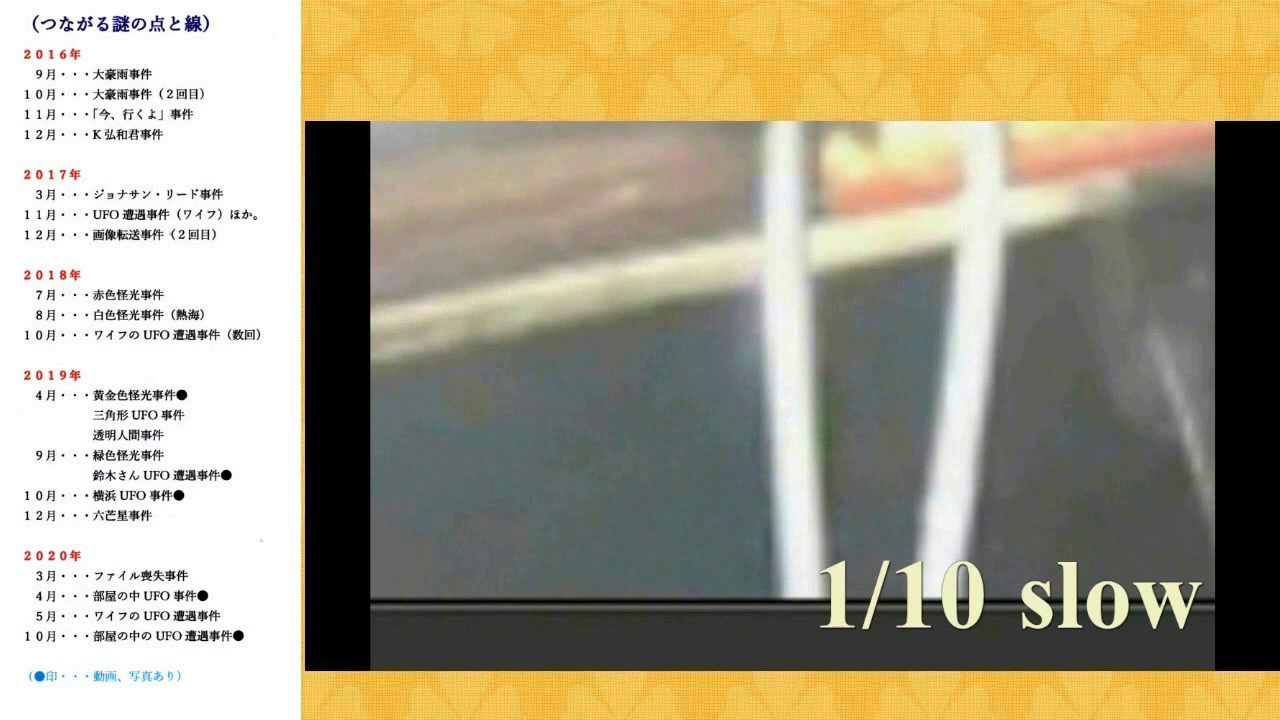 （つながる謎の点と線）
２０１６年
９月・・・大豪雨事件
１０月・・・大豪雨事件（２回目）
１１月・・・「今、行くよ」事件
１２月・・・K 弘和君事件
２０１７年
３月・・・ジョナサン・リード事件
１１月・・・UFO 遭遇事件（ワイフ）ほか。
１２月・・・画像転送事件（２回目）
２０１８年
７月・・・赤色怪光事件
８月・・・白色怪光事件（熱海）
１０月・・・ワイフの UFO 遭遇事件（数回）
２０１９年
４月・・・黄金色怪光事件●
三角形 UFO 事件
透明人間事件
９月・・・緑色怪光事件
鈴木さん UFO 遭遇事件●
１０月・・・横浜 UFO 事件●
１２月・・・六芒星事件
２０２０年
３月・・・ファイル喪失事件
４月・・・部屋の中 UFO 事件●
５月・・・ワイフの UFO 遭遇事件
１０月・・・部屋の中の UFO 遭遇事件●
（●印・・・動画、写真あり）
1/10 slow